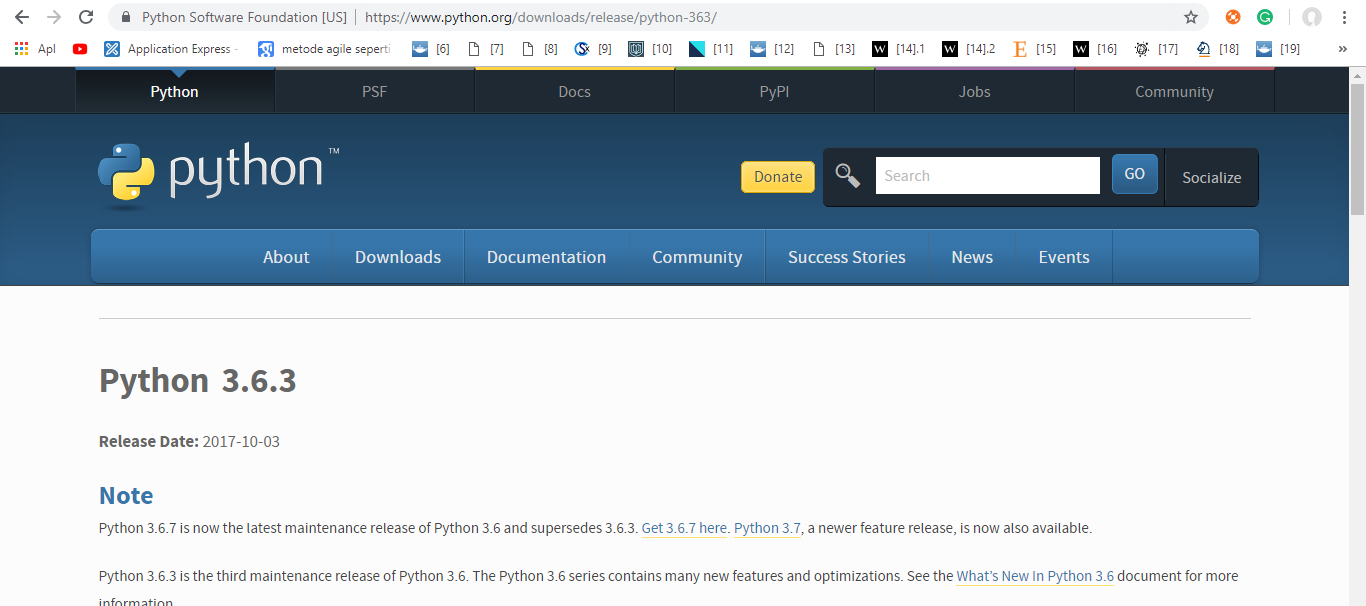 Python Software Foundation [US] | https://www.python.org/downloads/release/python-363/
Apl Application Express - metode agile seperti [6] [7] [8] [9] [10] [11] [12] [13] [14].1 [14].2 [15] [16] [17] [18] [19] »
Python PSF Docs PyPI Jobs Community
python™ Donate Search GO Socialize
About Downloads Documentation Community Success Stories News Events
Python 3.6.3
Release Date: 2017-10-03
Note
Python 3.6.7 is now the latest maintenance release of Python 3.6 and supersedes 3.6.3. Get 3.6.7 here. Python 3.7, a newer feature release, is now also available.
Python 3.6.3 is the third maintenance release of Python 3.6. The Python 3.6 series contains many new features and optimizations. See the What's New In Python 3.6 document for more
information.